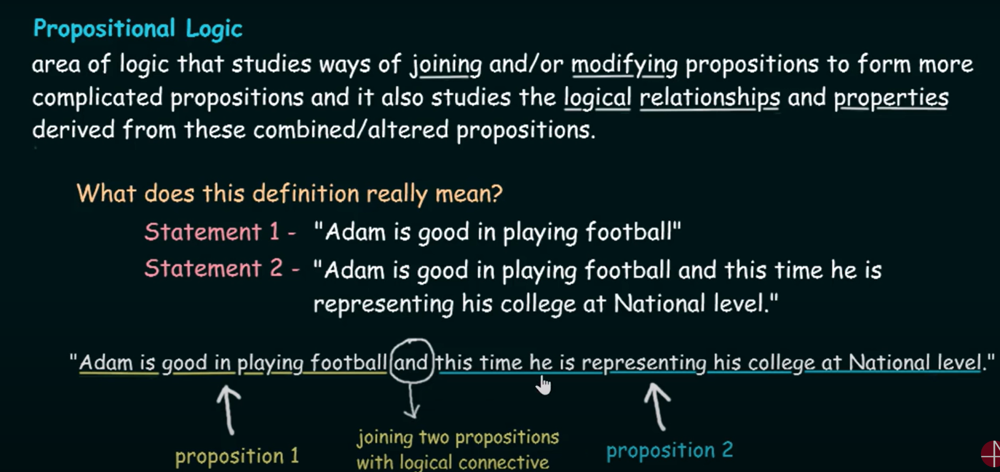 Propositional Logic
area of logic that studies ways of joining and/or modifying propositions to form more
complicated propositions and it also studies the logical relationships and properties
derived from these combined/altered propositions.
What does this definition really mean?
Statement 1 - "Adam is good in playing football"
Statement 2 - "Adam is good in playing football and this time he is
representing his college at National level."
"Adam is good in playing football and this time he is representing his college at National level."
proposition 1
joining two propositions
with logical connective
proposition 2